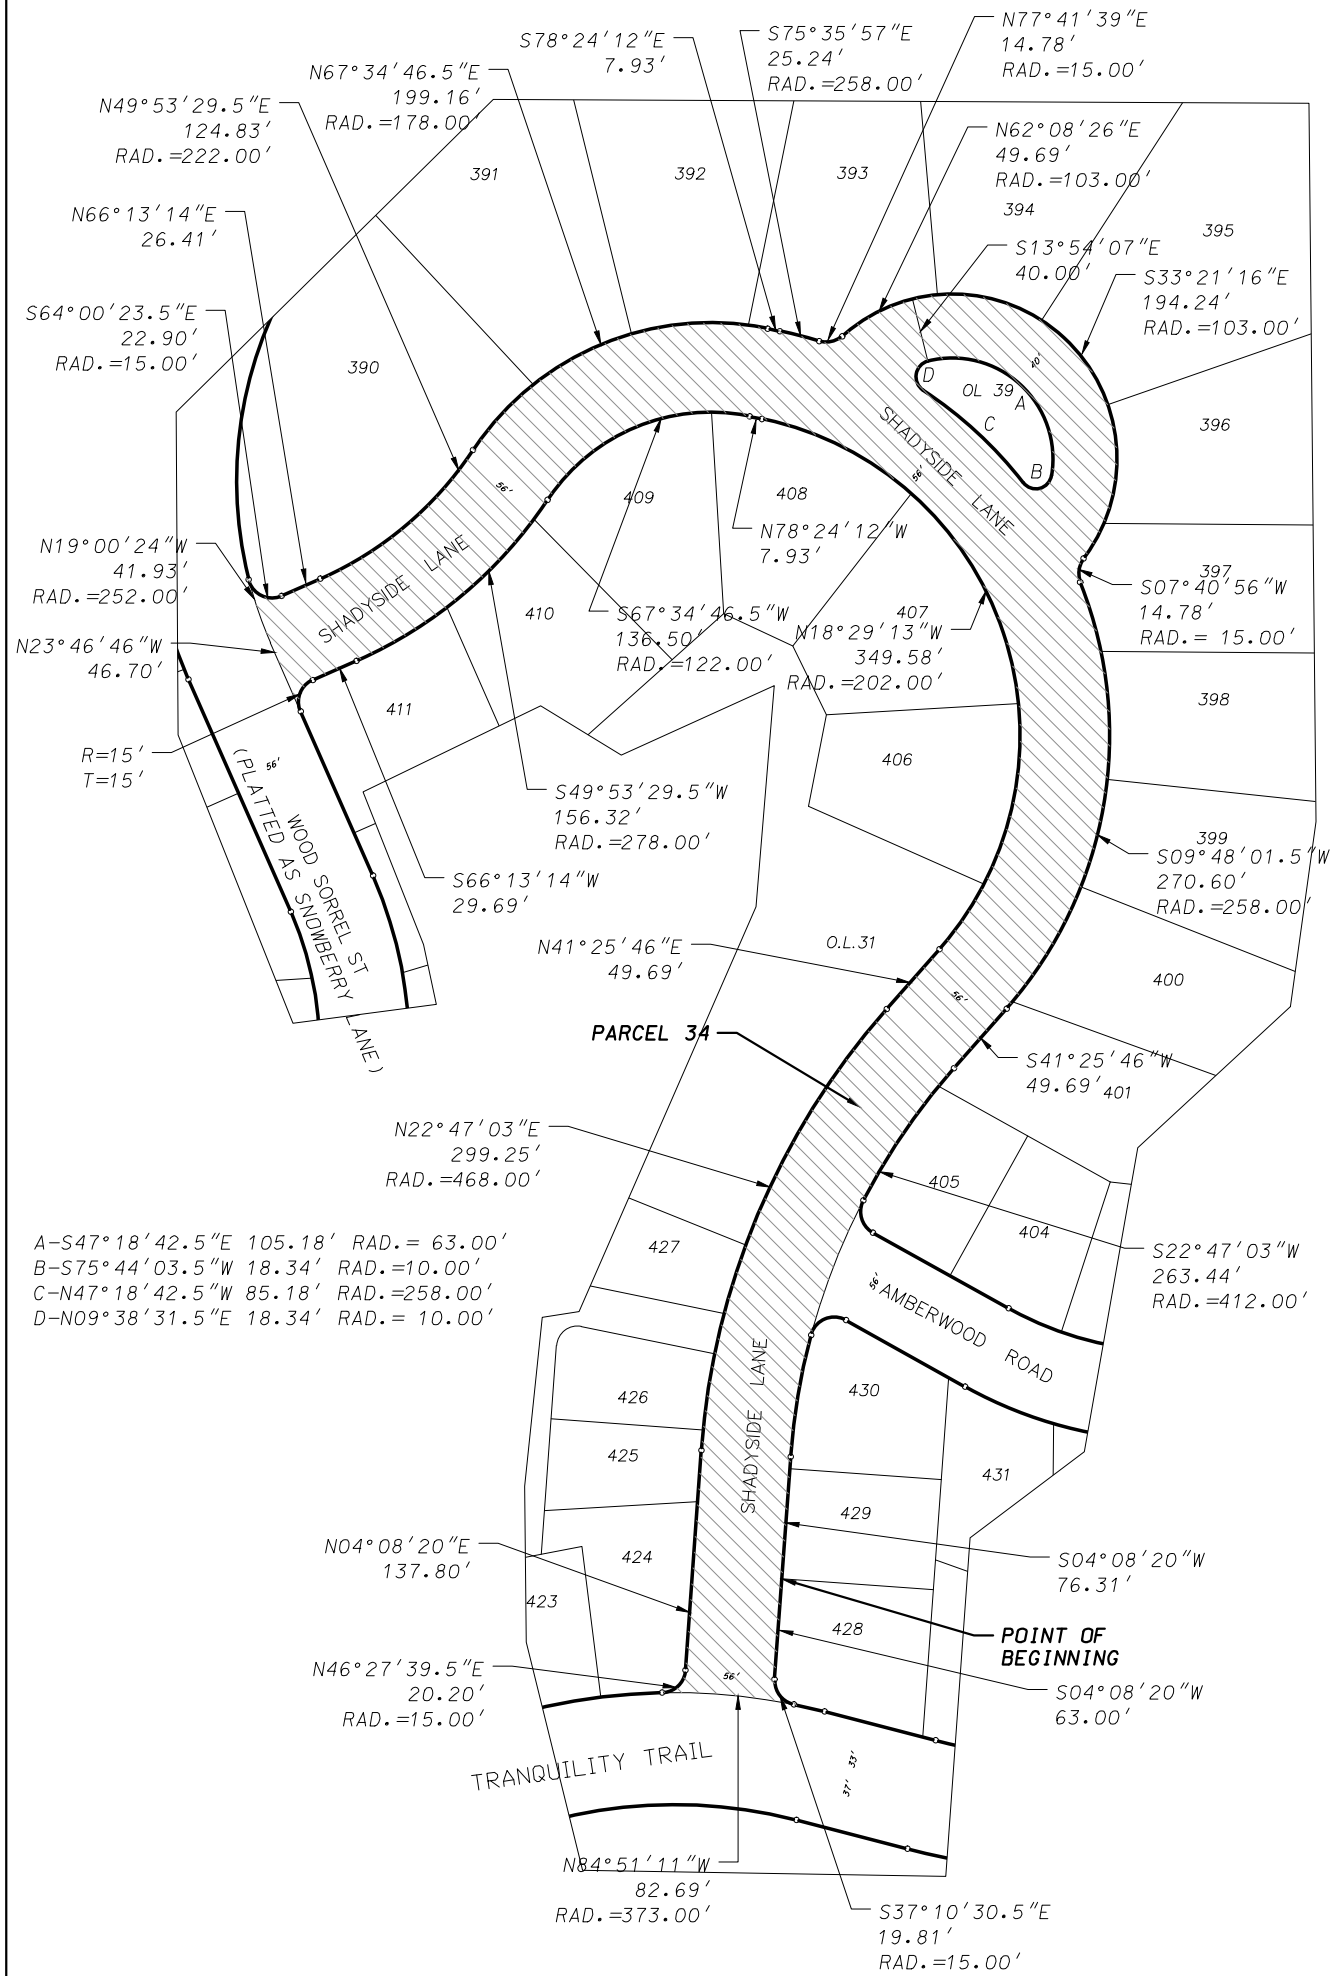 N77°41'39"E
14.78'
RAD.=15.00'
S75°35'57"E
25.24'
RAD.=258.00'
S78°24'12"E
7.93'
N67°34'46.5"E
199.16'
RAD.=178.00'
N49°53'29.5"E
124.83'
RAD.=222.00'
N62°08'26"E
49.69'
RAD.=103.00'
391
392
393
394
395
N66°13'14"E
26.41'
S13°54'07"E
40.00'
S33°21'16"E
194.24'
RAD.=103.00'
S64°00'23.5"E
22.90'
RAD.=15.00'
390
40'
D
OL 39
A
C
B
396
SHADYSIDE LANE
56'
56'
409
408
N78°24'12"W
7.93'
N19°00'24"W
41.93'
RAD.=252.00'
SHADYSIDE LANE
397
S07°40'56"W
14.78'
RAD.= 15.00'
410
S67°34'46.5"W
136.50'
RAD.=122.00'
407
N18°29'13"W
349.58'
RAD.=202.00'
N23°46'46"W
46.70'
411
398
R=15'
T=15'
56'
WOOD SORREL ST
(PLATTED AS SNOWBERRY LANE)
406
S49°53'29.5"W
156.32'
RAD.=278.00'
399
S09°48'01.5"W
270.60'
RAD.=258.00'
S66°13'14"W
29.69'
N41°25'46"E
49.69'
O.L.31
400
56'
PARCEL 34
S41°25'46"W
49.69'
401
N22°47'03"E
299.25'
RAD.=468.00'
405
404
427
S22°47'03"W
263.44'
RAD.=412.00'
A-S47°18'42.5"E 105.18' RAD.= 63.00'
B-S75°44'03.5"W 18.34' RAD.=10.00'
C-N47°18'42.5"W 85.18' RAD.=258.00'
D-N09°38'31.5"E 18.34' RAD.= 10.00'
56'
AMBERWOOD ROAD
426
430
SHADYSIDE LANE
425
431
429
N04°08'20"E
137.80'
424
S04°08'20"W
76.31'
423
428
POINT OF
BEGINNING
N46°27'39.5"E
20.20'
RAD.=15.00'
56'
S04°08'20"W
63.00'
TRANQUILITY TRAIL
37' 33'
N84°51'11"W
82.69'
RAD.=373.00'
S37°10'30.5"E
19.81'
RAD.=15.00'